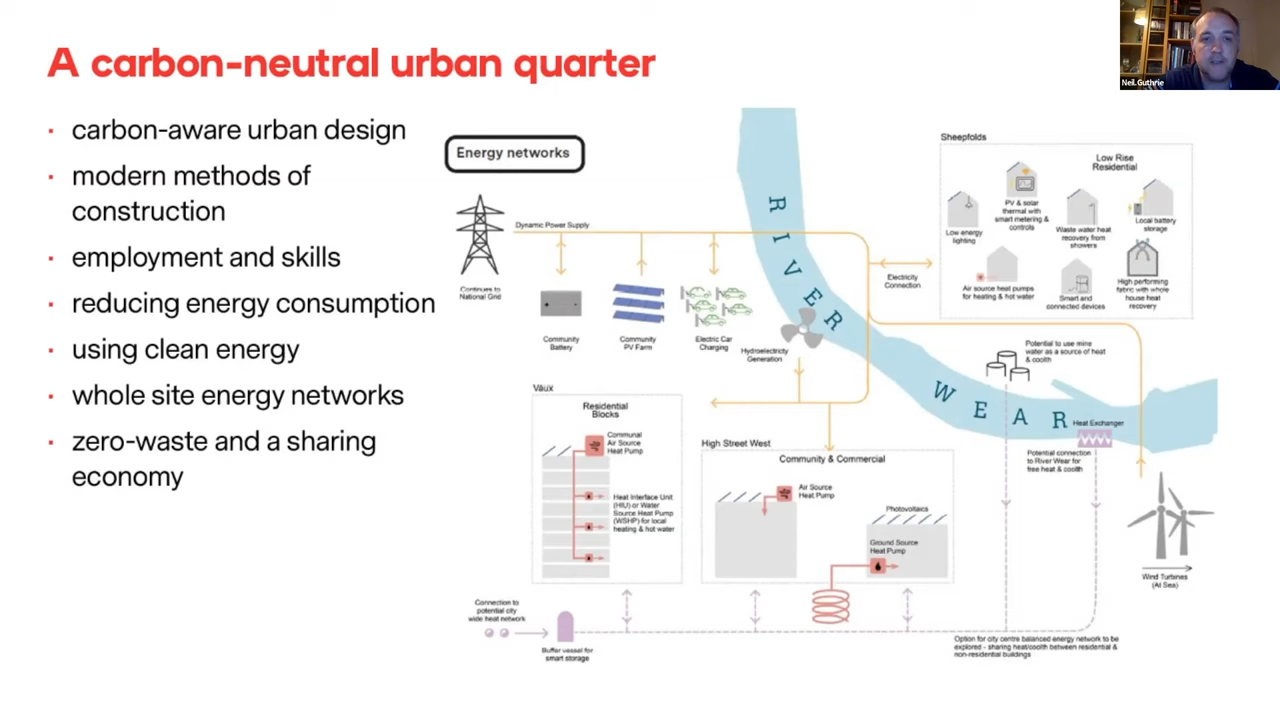 A carbon-neutral urban quarter
Neil.Guthrie
carbon-aware urban design
modern methods of
construction
employment and skills
reducing energy consumption
using clean energy
whole site energy networks
zero-waste and a sharing
economy
Energy networks
Dynamic Power Supply
Continues to
National Grid
Community
Battery
Community
PV Farm
Electric Car
Charging
Hydroelectricty
Generation
RIVER
WEAR
Electricity
Connection
Sheepfolds
Low Rise
Residential
Low energy
lighting
PV & solar
thermal with
smart metering &
controls
Waste water heat
recovery from
showers
Local battery
storage
Air source heat pumps
for heating & hot water
Smart and
connected devices
High performing
fabric with whole
house heat
recovery
Potential to use mine
water as a source of heat
& coolth
Heat Exchanger
Potential connection
to River Wear for
free heat & coolth
Wind Turbines
(At Sea)
Vaux
Residential
Blocks
Communal
Air Source
Heat Pump
Heat Interface Unit
(HIU) or Water
Source Heat Pump
(WSHP) for local
heating & hot water
High Street West
Community & Commercial
Air Source
Heat Pump
Photovoltaics
Ground Source
Heat Pump
Connection to
potential city
wide heat network
Buffer vessel for
smart storage
Option for city centre balanced energy network to be
explored - sharing heat/coolth between residential &
non-residential buildings